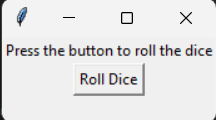 Press the button to roll the dice
Roll Dice